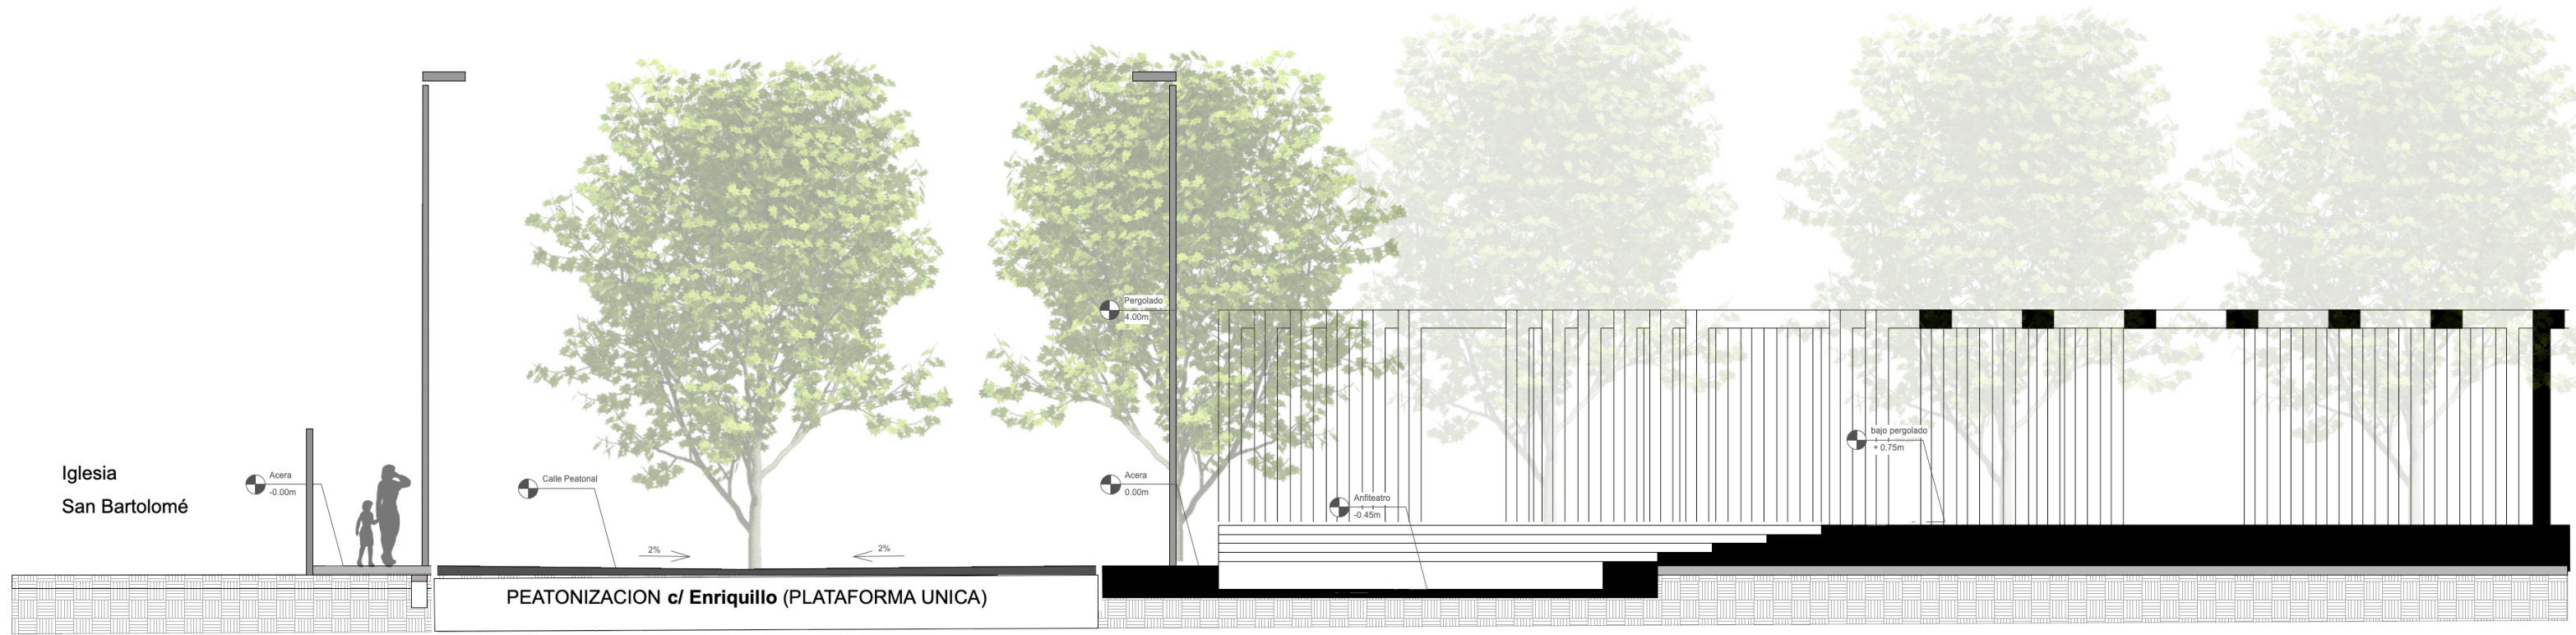 Iglesia
San Bartolomé
Acera
-0.00m
Calle Peatonal
2%
2%
Pergolado
4.00m
Acera
0.00m
Anfiteatro
-0.45m
bajo pergolado
+ 0.75m
PEATONIZACION c/ Enriquillo (PLATAFORMA UNICA)